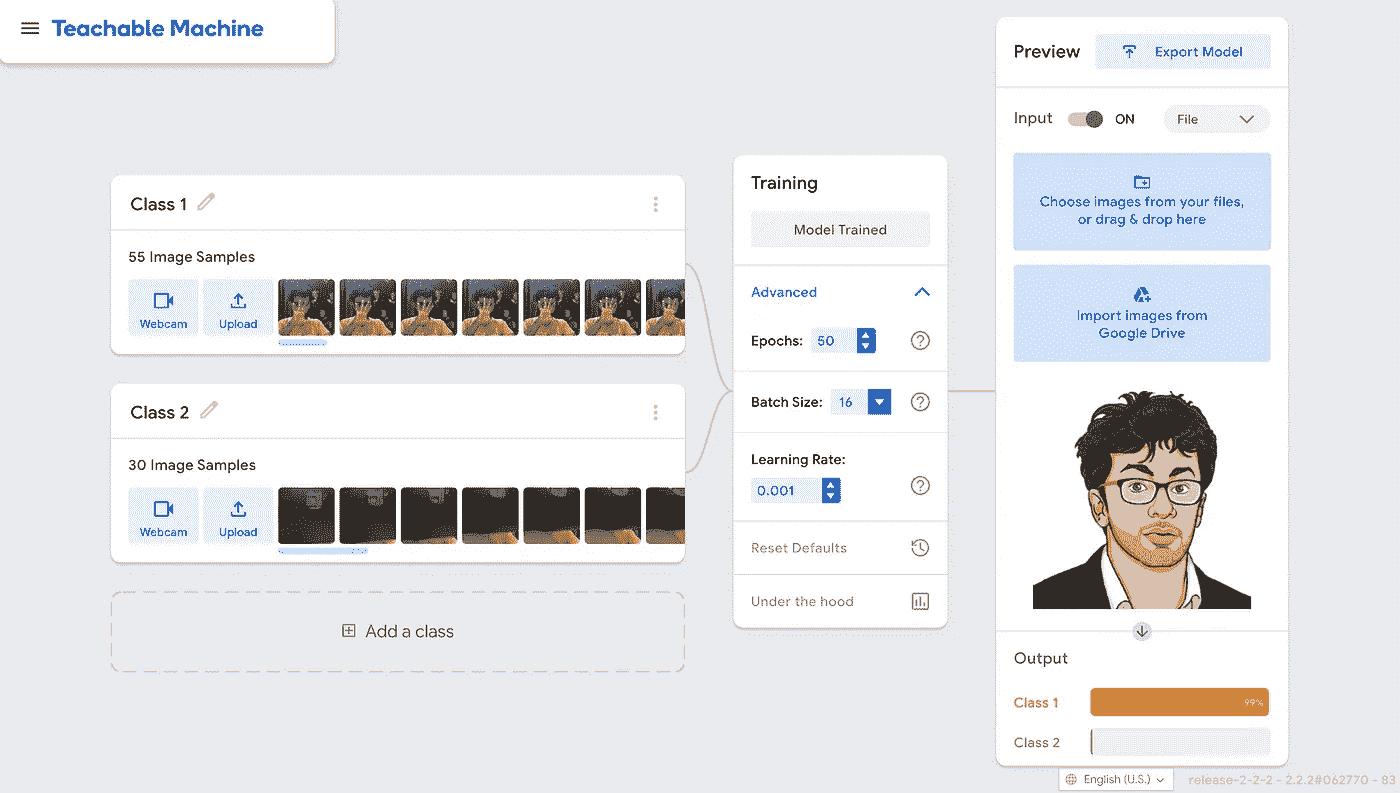 Teachable Machine
Class 1
55 Image Samples
Webcam
Upload
Class 2
30 Image Samples
Webcam
Upload
Add a class
Training
Model Trained
Advanced
Epochs: 50
Batch Size: 16
Learning Rate:
0.001
Reset Defaults
Under the hood
Preview
Export Model
Input ON File
Choose images from your files,
or drag & drop here
Import images from
Google Drive
Output
Class 1 99%
Class 2
English (U.S.)
release-2-2-2 - 2.2.2#062770 - 83